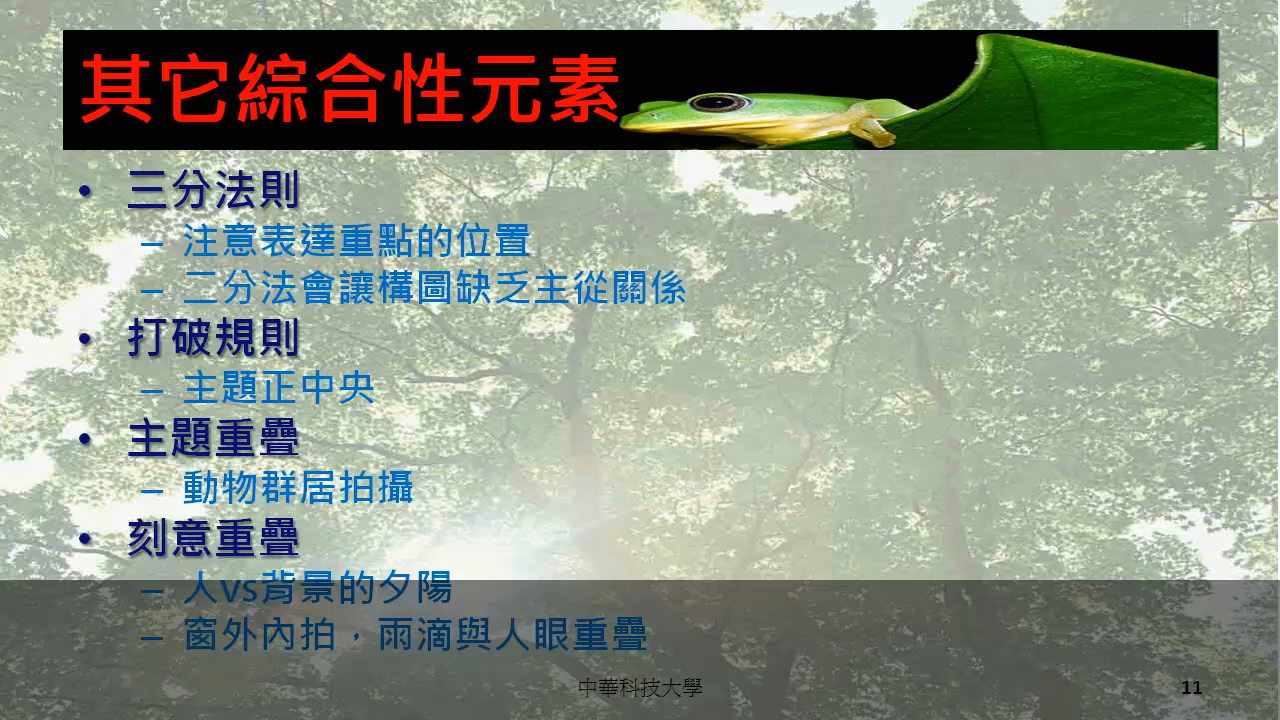 其它綜合性元素
• 三分法則
– 注意表達重點的位置
– 二分法會讓構圖缺乏主從關係
• 打破規則
– 主題正中央
• 主題重疊
– 動物群居拍攝
• 刻意重疊
– 人vs背景的夕陽
– 窗外內拍，雨滴與人眼重疊
中華科技大學
11